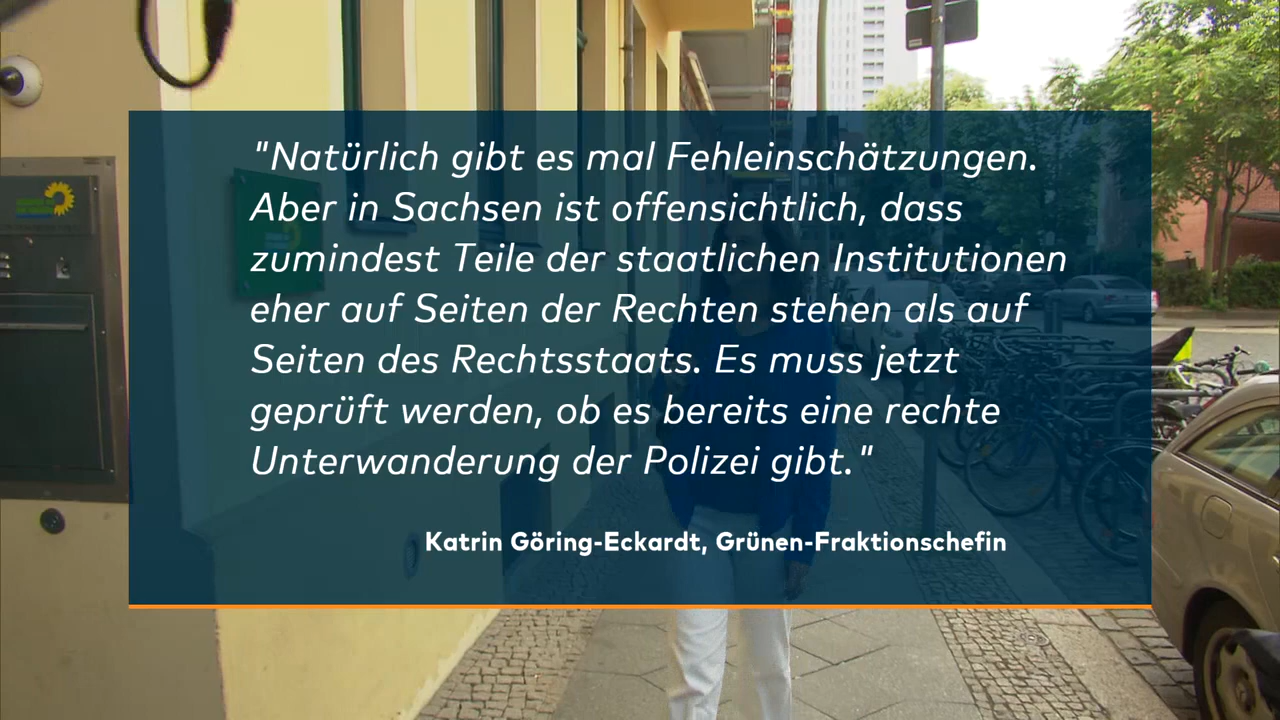 "Natürlich gibt es mal Fehleinschätzungen.
Aber in Sachsen ist offensichtlich, dass
zumindest Teile der staatlichen Institutionen
eher auf Seiten der Rechten stehen als auf
Seiten des Rechtsstaats. Es muss jetzt
geprüft werden, ob es bereits eine rechte
Unterwanderung der Polizei gibt."
Katrin Göring-Eckardt, Grünen-Fraktionschefin